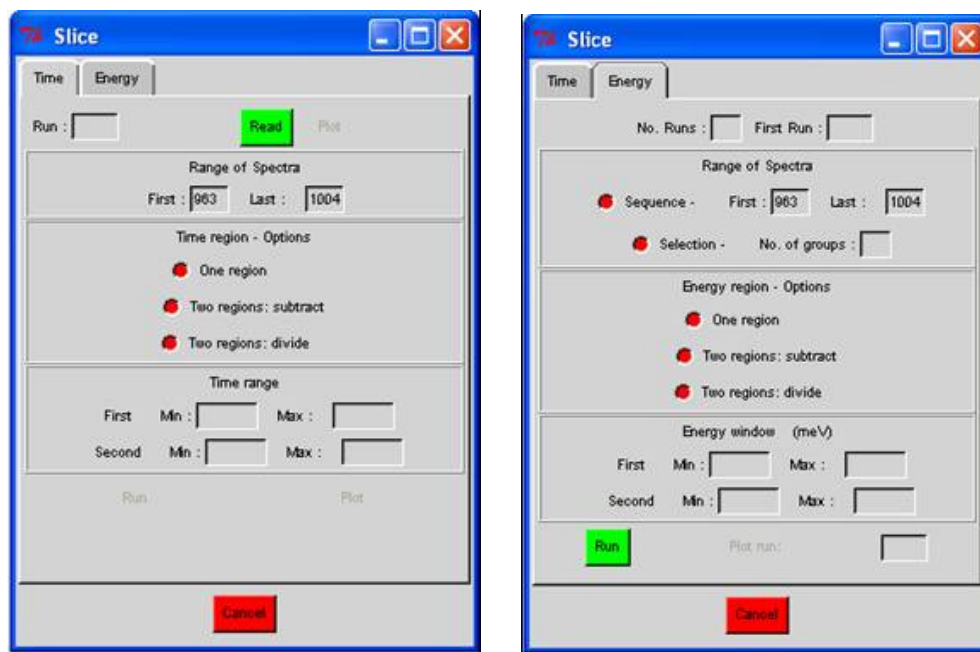 Slice
Time Energy
Run : Read Plot :
Range of Spectra
First : 963 Last : 1004
Time region - Options
One region
Two regions: subtract
Two regions: divide
Time range
First Min : Max :
Second Min : Max :
Run Plot
Cancel
Slice
Time Energy
No. Runs : First Run :
Range of Spectra
Sequence - First : 963 Last : 1004
Selection - No. of groups :
Energy region - Options
One region
Two regions: subtract
Two regions: divide
Energy window (meV)
First Min : Max :
Second Min : Max :
Run Plot run:
Cancel